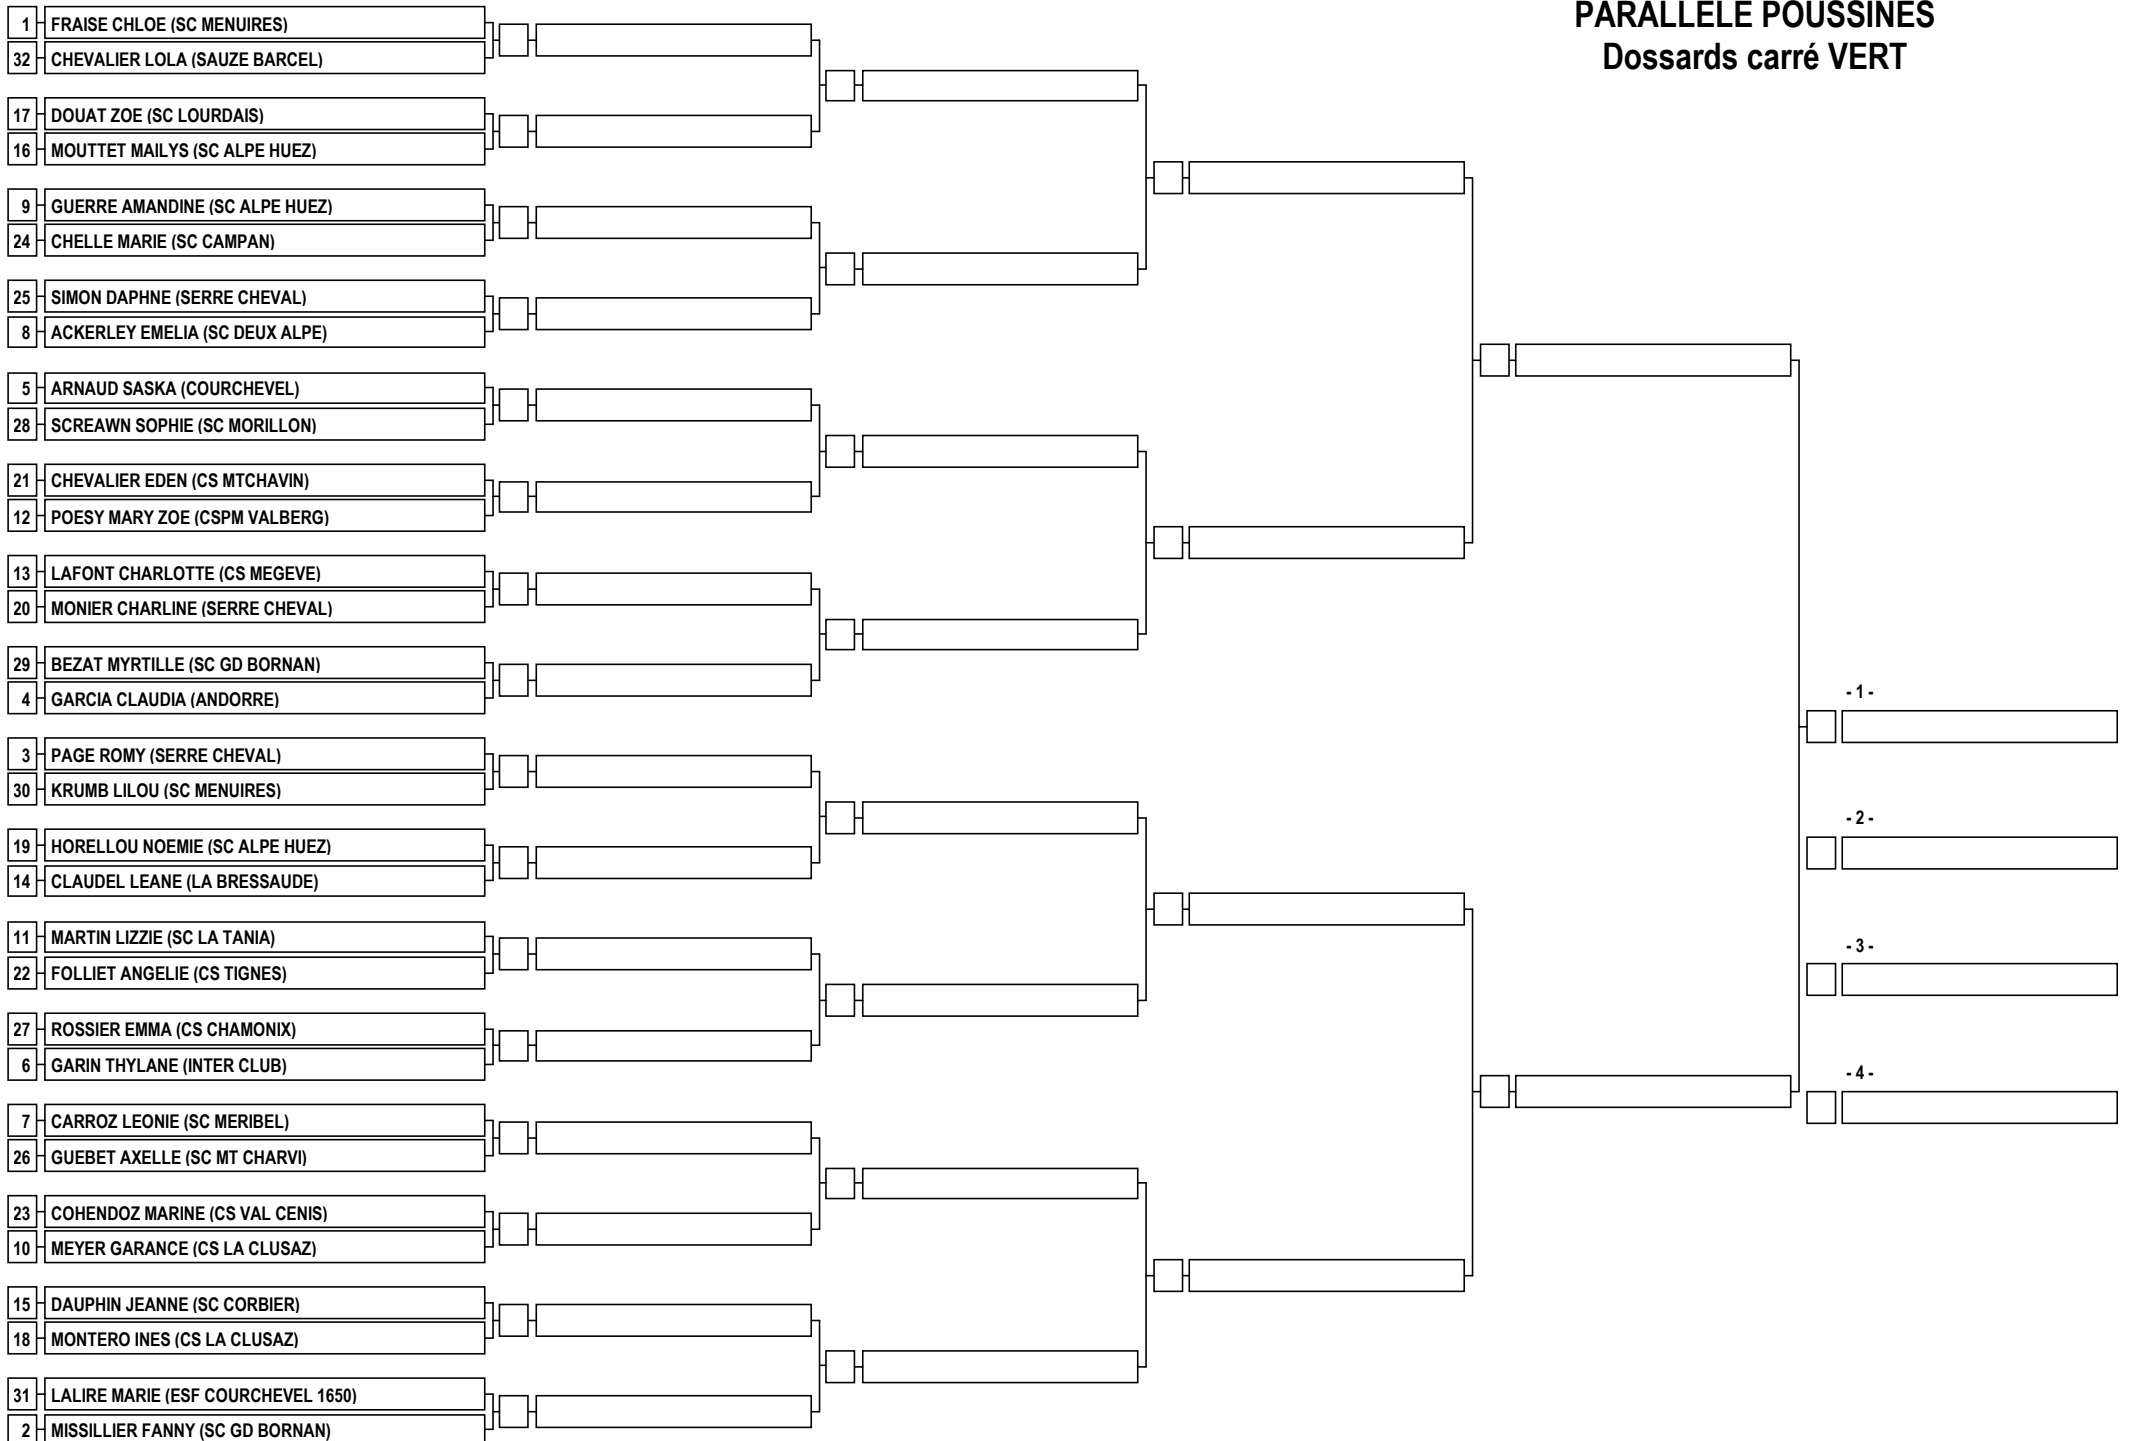 PARALLELE POUSSINES
Dossards carré VERT
1 FRAISE CHLOE (SC MENUIRES)
32 CHEVALIER LOLA (SAUZE BARCEL)
17 DOUAT ZOE (SC LOURDAIS)
16 MOUTTET MAILYS (SC ALPE HUEZ)
9 GUERRE AMANDINE (SC ALPE HUEZ)
24 CHELLE MARIE (SC CAMPAN)
25 SIMON DAPHNE (SERRE CHEVAL)
8 ACKERLEY EMELIA (SC DEUX ALPE)
5 ARNAUD SASKA (COURCHEVEL)
28 SCREAWN SOPHIE (SC MORILLON)
21 CHEVALIER EDEN (CS MTCHAVIN)
12 POESY MARY ZOE (CSPM VALBERG)
13 LAFONT CHARLOTTE (CS MEGEVE)
20 MONIER CHARLINE (SERRE CHEVAL)
29 BEZAT MYRTILLE (SC GD BORNAN)
4 GARCIA CLAUDIA (ANDORRE)
3 PAGE ROMY (SERRE CHEVAL)
30 KRUMB LILOU (SC MENUIRES)
19 HORELLOU NOEMIE (SC ALPE HUEZ)
14 CLAUDEL LEANE (LA BRESSAUDE)
11 MARTIN LIZZIE (SC LA TANIA)
22 FOLLIET ANGELIE (CS TIGNES)
27 ROSSIER EMMA (CS CHAMONIX)
6 GARIN THYLANE (INTER CLUB)
7 CARROZ LEONIE (SC MERIBEL)
26 GUEBET AXELLE (SC MT CHARVI)
23 COHENDOZ MARINE (CS VAL CENIS)
10 MEYER GARANCE (CS LA CLUSAZ)
15 DAUPHIN JEANNE (SC CORBIER)
18 MONTERO INES (CS LA CLUSAZ)
31 LALIRE MARIE (ESF COURCHEVEL 1650)
2 MISSILLIER FANNY (SC GD BORNAN)
- 1 -
- 2 -
- 3 -
- 4 -